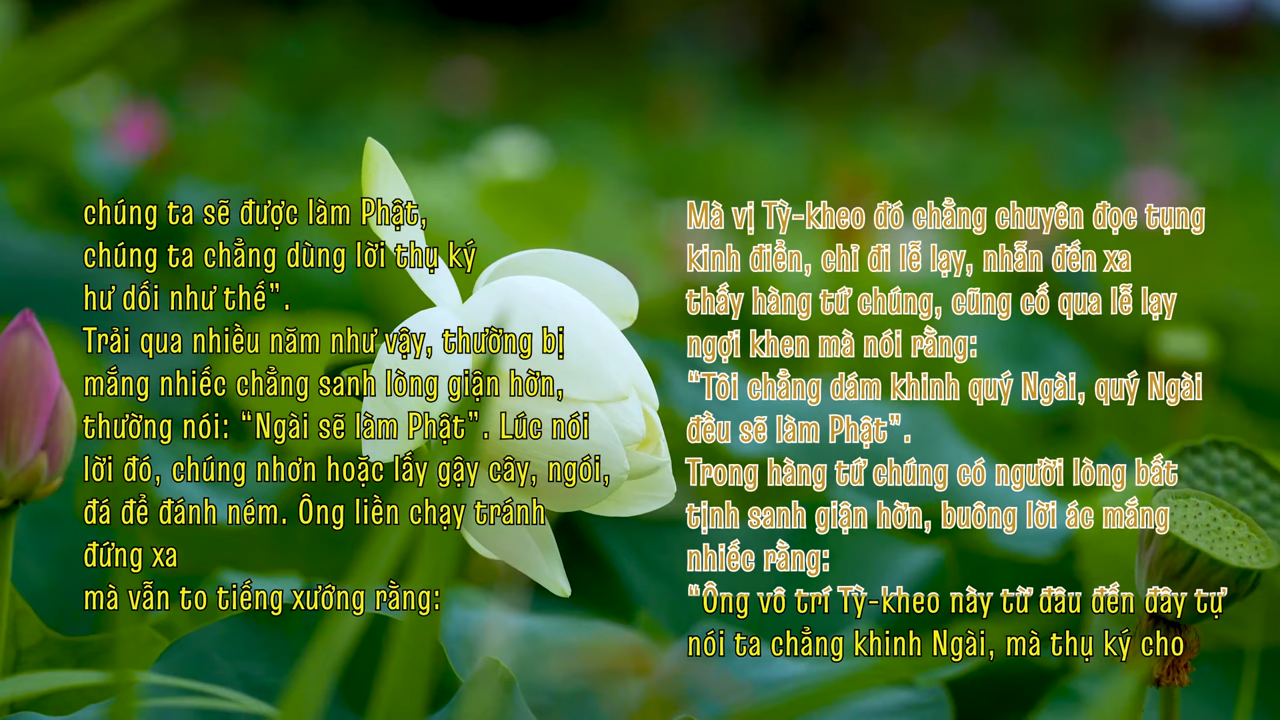 chúng ta sẽ được làm Phật,
chúng ta chẳng dùng lời thụ ký
hư dối như thế”.
Trải qua nhiều năm như vậy, thường bị
mắng nhiếc chẳng sanh lòng giận hờn,
thường nói: “Ngài sẽ làm Phật”. Lúc nói
lời đó, chúng nhơn hoặc lấy gậy cây, ngói,
đá để đánh ném. Ông liền chạy tránh
đứng xa
mà vẫn to tiếng xướng rằng:
Mà vị Tỳ-kheo đó chẳng chuyên đọc tụng
kinh điển, chỉ đi lễ lạy, nhẫn đến xa
thấy hàng tứ chúng, cũng cố qua lễ lạy
ngợi khen mà nói rằng:
“Tôi chẳng dám khinh quý Ngài, quý Ngài
đều sẽ làm Phật”.
Trong hàng tứ chúng có người lòng bất
tịnh sanh giận hờn, buông lời ác mắng
nhiếc rằng:
“Ông vô trí Tỳ-kheo này từ đâu đến đây tự
nói ta chẳng khinh Ngài, mà thụ ký cho